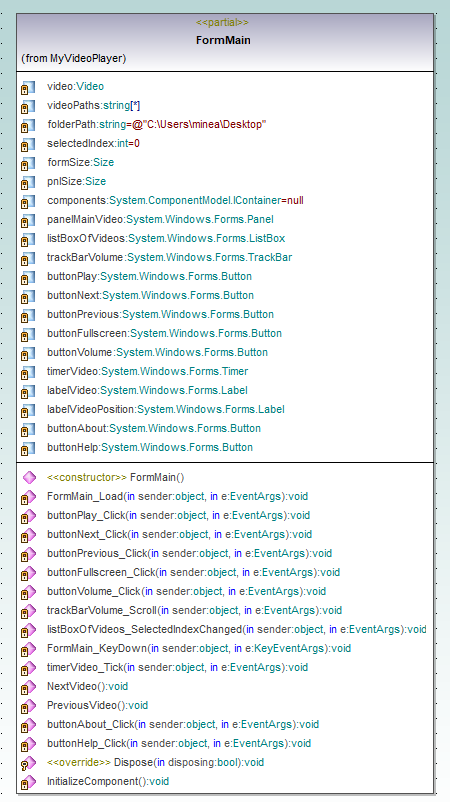 <<partial>>
FormMain
(from MyVideoPlayer)
video:Video
videoPaths:string[*]
folderPath:string=@"C:\Users\minea\Desktop"
selectedIndex:int=0
formSize:Size
pnlSize:Size
components:System.ComponentModel.IContainer=null
panelMainVideo:System.Windows.Forms.Panel
listBoxOfVideos:System.Windows.Forms.ListBox
trackBarVolume:System.Windows.Forms.TrackBar
buttonPlay:System.Windows.Forms.Button
buttonNext:System.Windows.Forms.Button
buttonPrevious:System.Windows.Forms.Button
buttonFullscreen:System.Windows.Forms.Button
buttonVolume:System.Windows.Forms.Button
timerVideo:System.Windows.Forms.Timer
labelVideo:System.Windows.Forms.Label
labelVideoPosition:System.Windows.Forms.Label
buttonAbout:System.Windows.Forms.Button
buttonHelp:System.Windows.Forms.Button
<<constructor>> FormMain()
FormMain_Load(in sender:object, in e:EventArgs):void
buttonPlay_Click(in sender:object, in e:EventArgs):void
buttonNext_Click(in sender:object, in e:EventArgs):void
buttonPrevious_Click(in sender:object, in e:EventArgs):void
buttonFullscreen_Click(in sender:object, in e:EventArgs):void
buttonVolume_Click(in sender:object, in e:EventArgs):void
trackBarVolume_Scroll(in sender:object, in e:EventArgs):void
listBoxOfVideos_SelectedIndexChanged(in sender:object, in e:EventArgs):void
FormMain_KeyDown(in sender:object, in e:KeyEventArgs):void
timerVideo_Tick(in sender:object, in e:EventArgs):void
NextVideo():void
PreviousVideo():void
buttonAbout_Click(in sender:object, in e:EventArgs):void
buttonHelp_Click(in sender:object, in e:EventArgs):void
<<override>> Dispose(in disposing:bool):void
InitializeComponent():void